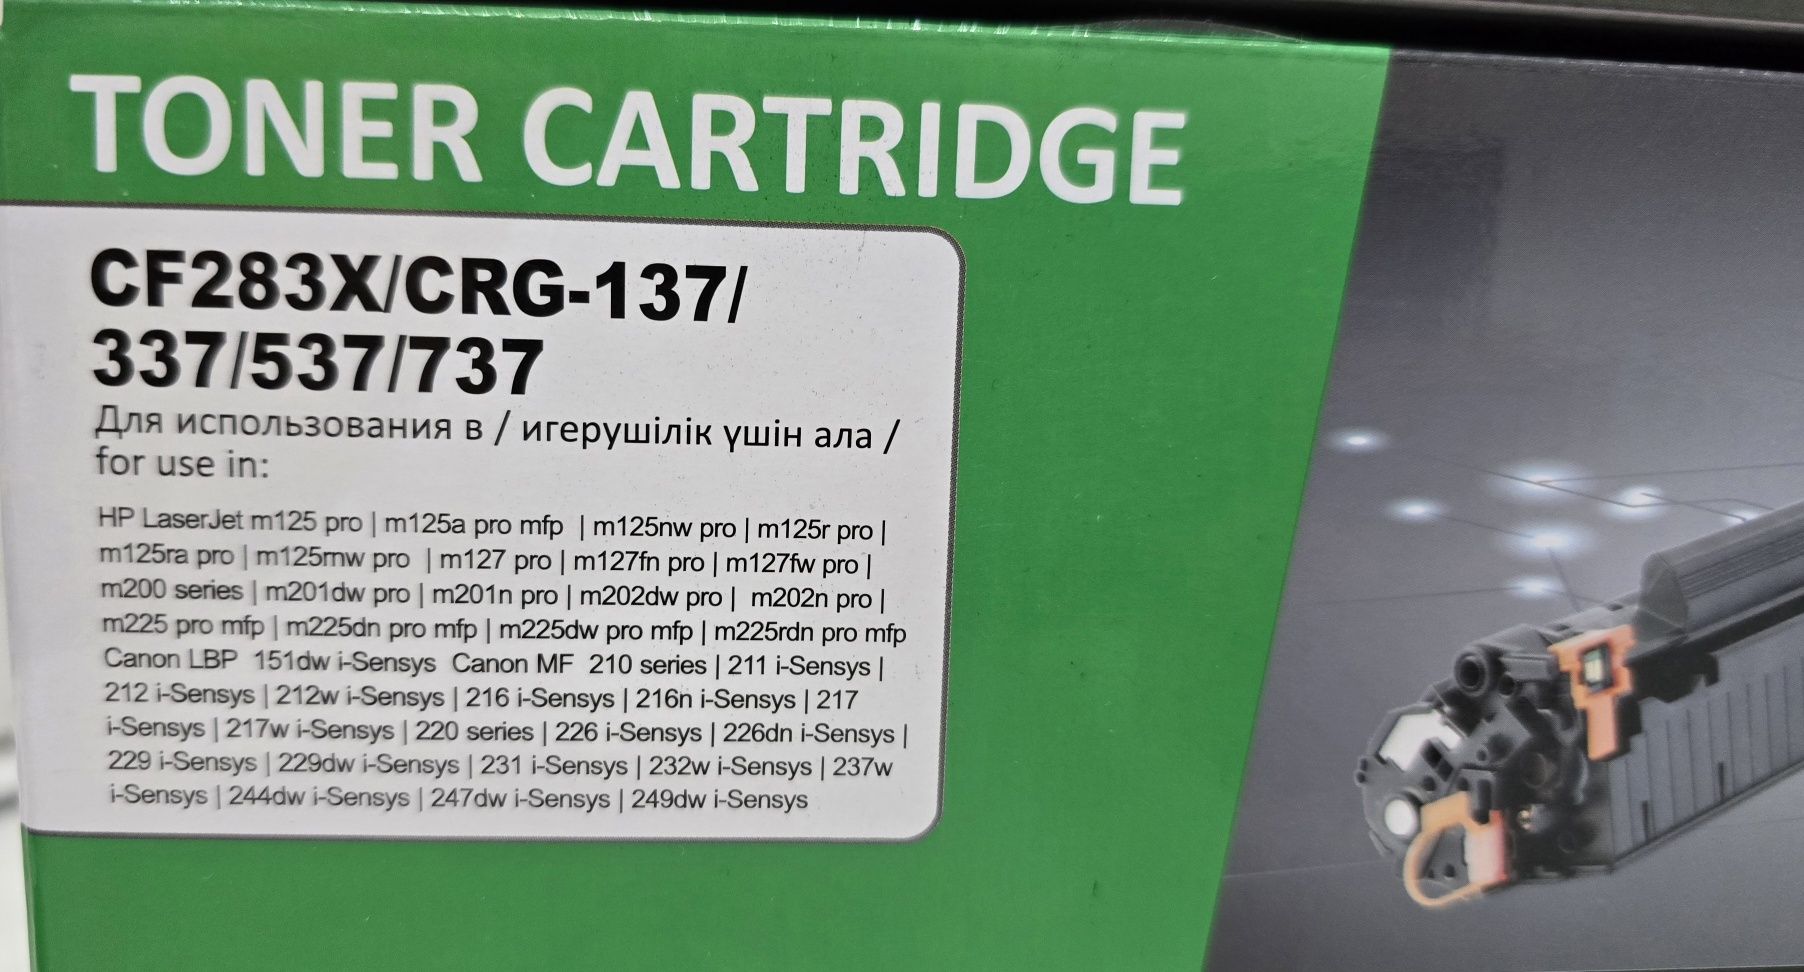 TONER CARTRIDGE
CF283X/CRG-137/
337/537/737
Для использования в / игерушілік үшін ала /
for use in:
HP LaserJet m125 pro | m125a pro mfp | m125nw pro | m125r pro |
m125ra pro | m125rnw pro | m127 pro | m127fn pro | m127fw pro |
m200 series | m201dw pro | m201n pro | m202dw pro | m202n pro |
m225 pro mfp | m225dn pro mfp | m225dw pro mfp | m225rdn pro mfp
Canon LBP 151dw i-Sensys Canon MF 210 series | 211 i-Sensys |
212 i-Sensys | 212w i-Sensys | 216 i-Sensys | 216n i-Sensys | 217
i-Sensys | 217w i-Sensys | 220 series | 226 i-Sensys | 226dn i-Sensys |
229 i-Sensys | 229dw i-Sensys | 231 i-Sensys | 232w i-Sensys | 237w
i-Sensys | 244dw i-Sensys | 247dw i-Sensys | 249dw i-Sensys